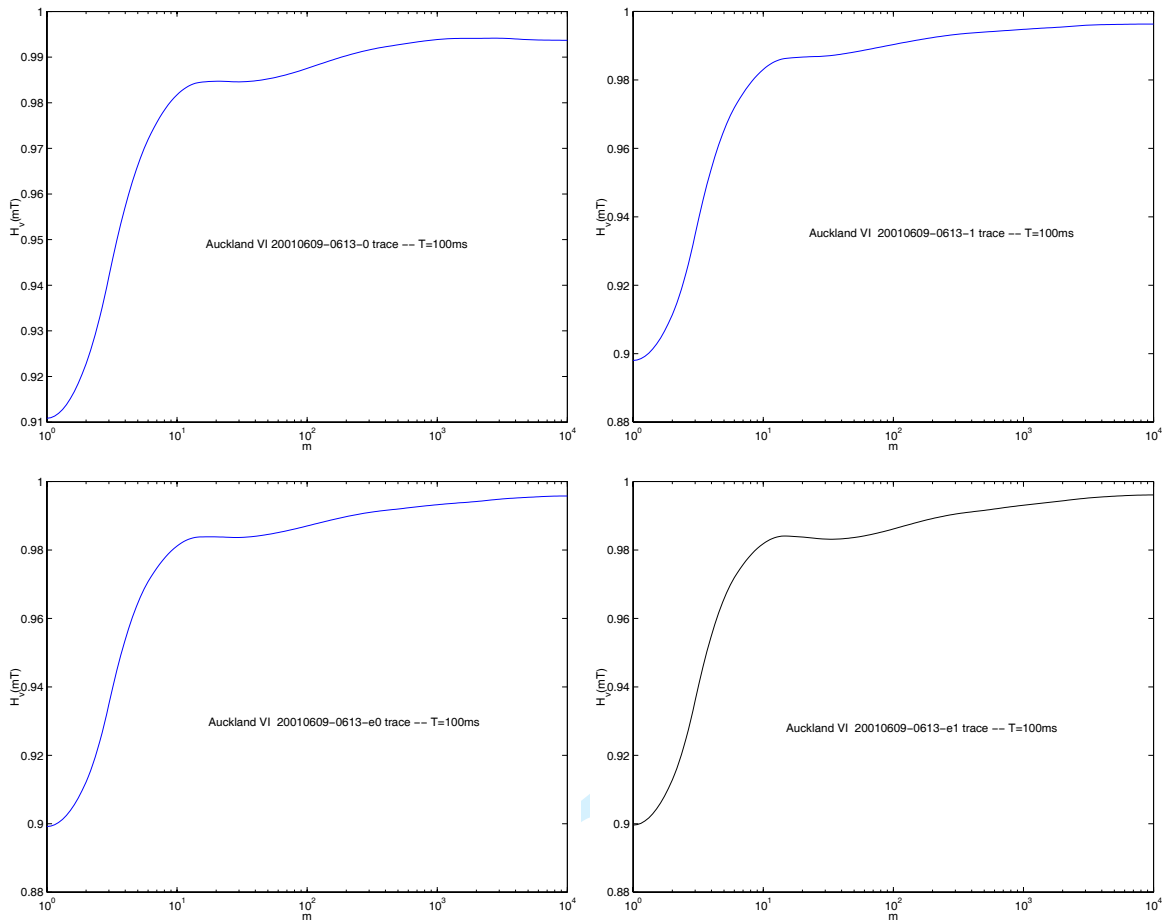 1
0.99
0.98
0.97
0.96
0.95
0.94
0.93
0.92
0.91
H_v(mT)
Auckland VI 20010609−0613−0 trace −− T=100ms
10^0 10^1 10^2 10^3 10^4
m
1
0.98
0.96
0.94
0.92
0.9
0.88
H_v(mT)
Auckland VI 20010609−0613−1 trace −− T=100ms
10^0 10^1 10^2 10^3 10^4
m
1
0.98
0.96
0.94
0.92
0.9
0.88
H_v(mT)
Auckland VI 20010609−0613−e0 trace −− T=100ms
10^0 10^1 10^2 10^3 10^4
m
1
0.98
0.96
0.94
0.92
0.9
0.88
H_v(mT)
Auckland VI 20010609−0613−e1 trace −− T=100ms
10^0 10^1 10^2 10^3 10^4
m